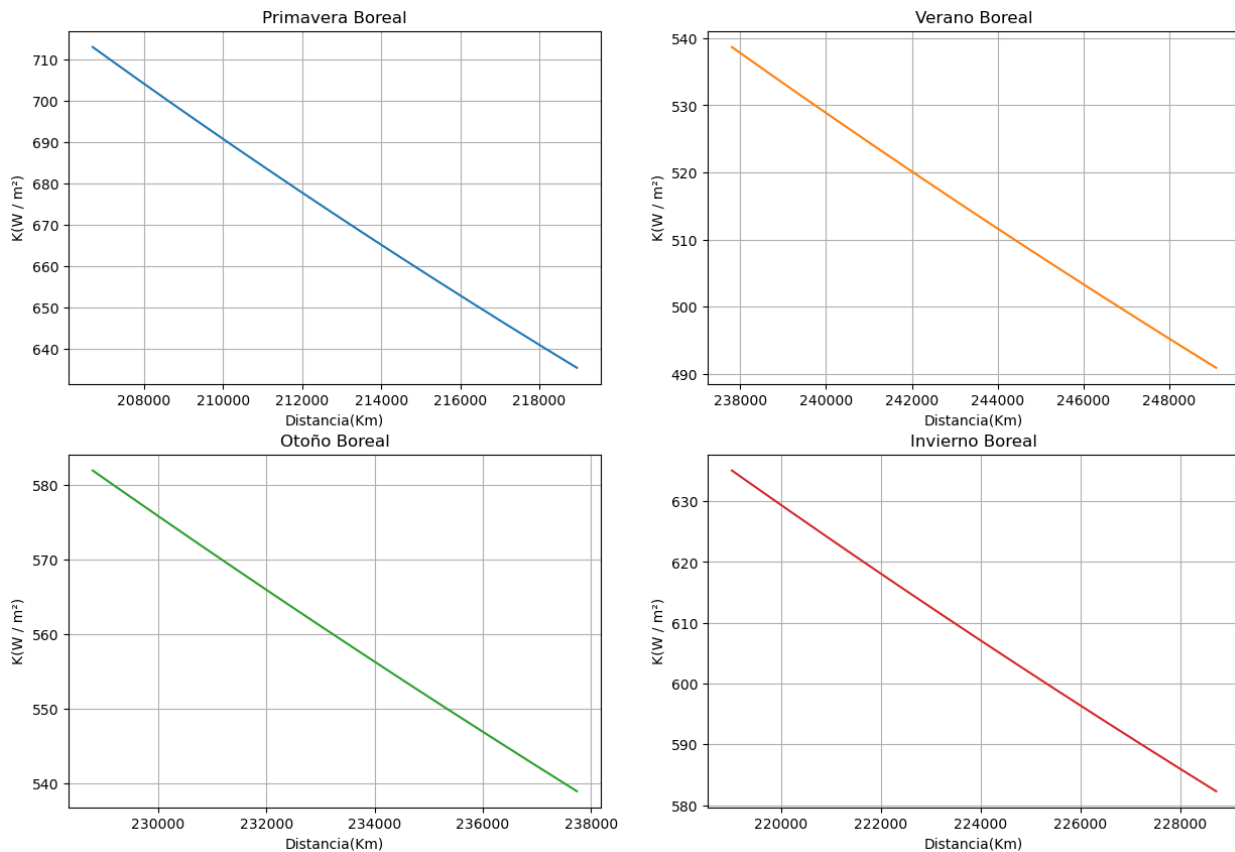 Primavera Boreal
710
700
690
680
670
660
650
640
K(W / m²)
208000 210000 212000 214000 216000 218000
Distancia(Km)
Verano Boreal
540
530
520
510
500
490
K(W / m²)
238000 240000 242000 244000 246000 248000
Distancia(Km)
Otoño Boreal
580
570
560
550
540
K(W / m²)
230000 232000 234000 236000 238000
Distancia(Km)
Invierno Boreal
630
620
610
600
590
580
K(W / m²)
220000 222000 224000 226000 228000
Distancia(Km)